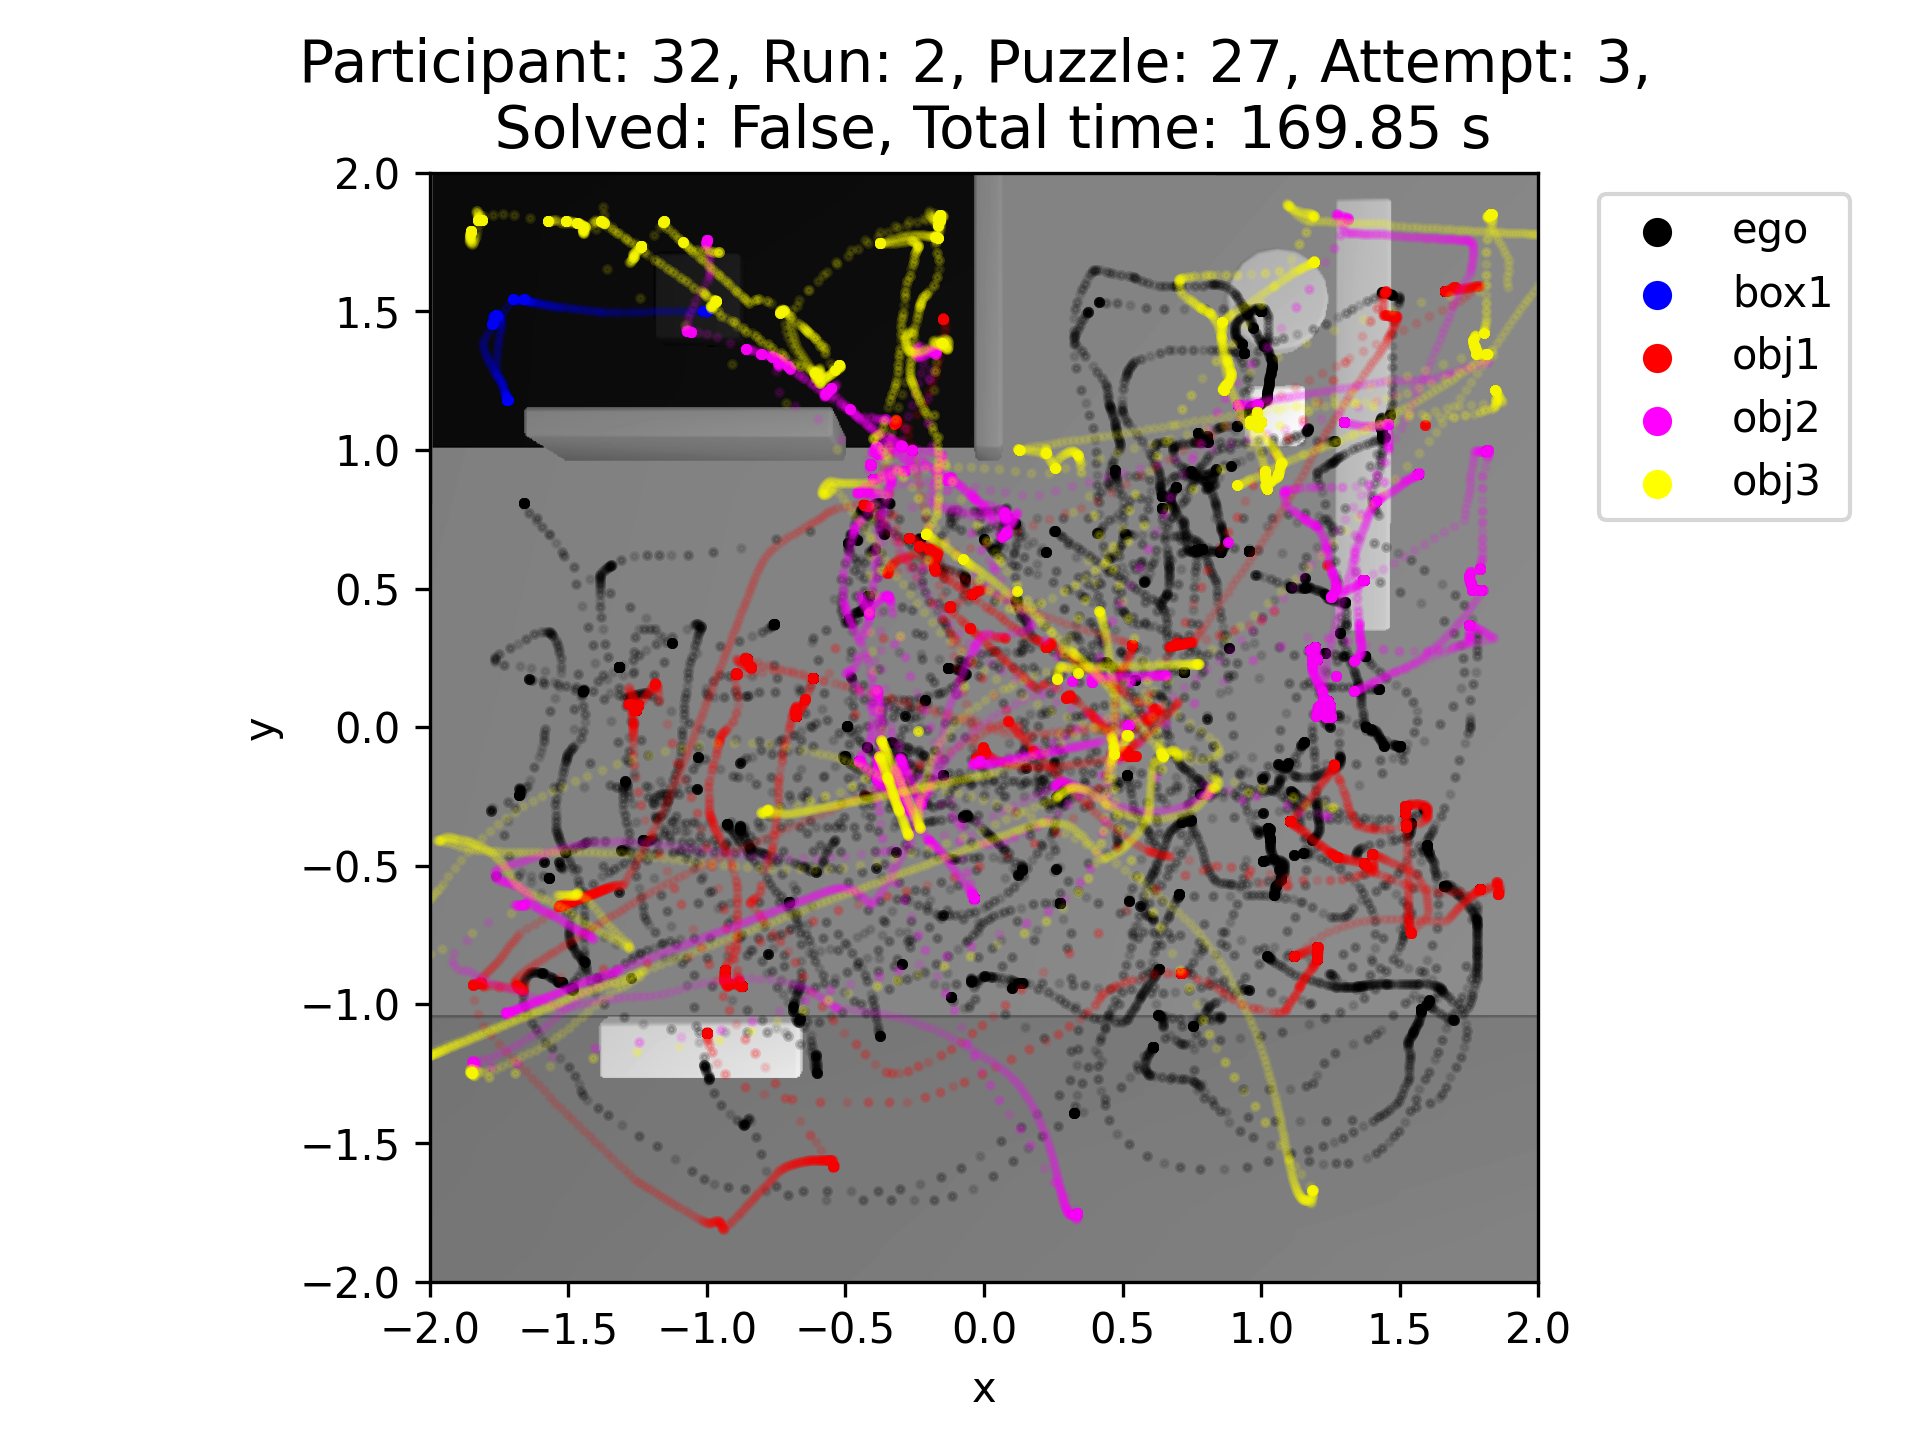 Participant: 32, Run: 2, Puzzle: 27, Attempt: 3,
Solved: False, Total time: 169.85 s
2.0
1.5
1.0
0.5
0.0
−0.5
−1.0
−1.5
−2.0
y
−2.0 −1.5 −1.0 −0.5 0.0 0.5 1.0 1.5 2.0
x
ego
box1
obj1
obj2
obj3